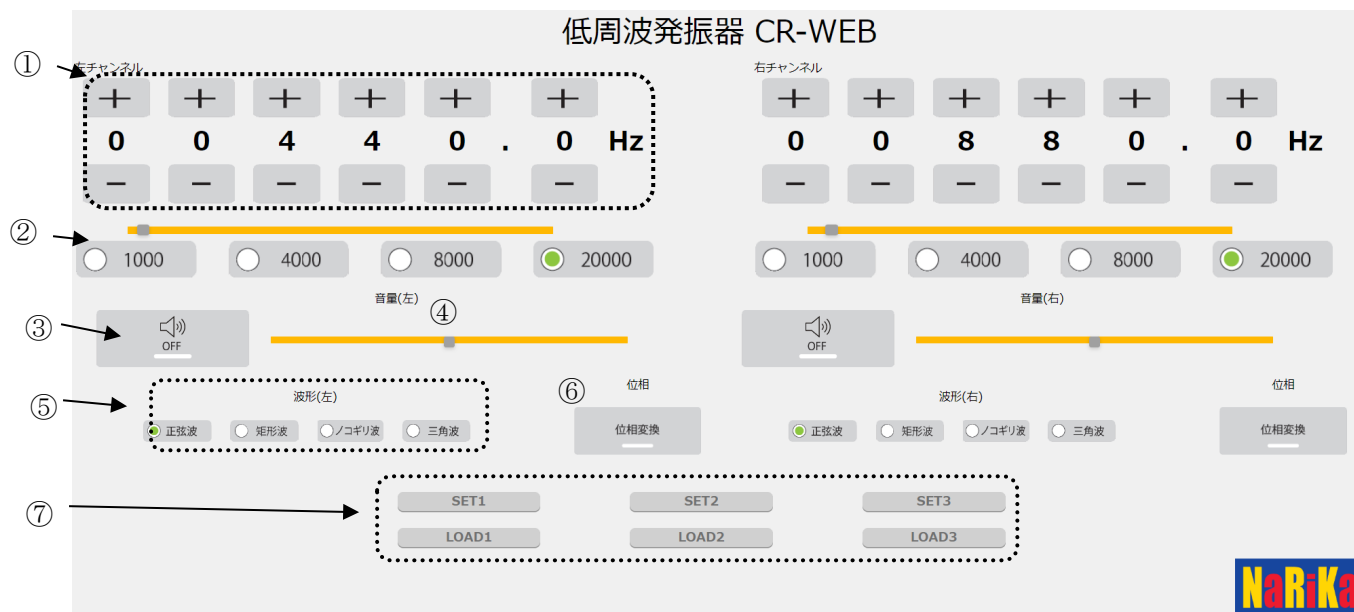 低周波発振器 CR-WEB
①
左チャンネル
右チャンネル
+ + + + + +
+ + + + + +
0 0 4 4 0 . 0 Hz
0 0 8 8 0 . 0 Hz
− − − − − −
− − − − − −
②
1000 4000 8000 20000
1000 4000 8000 20000
音量(左)
④
音量(右)
③
OFF
OFF
⑤
波形(左)
⑥
位相
波形(右)
位相
正弦波 矩形波 ノコギリ波 三角波
位相変換
正弦波 矩形波 ノコギリ波 三角波
位相変換
⑦
SET1 SET2 SET3
LOAD1 LOAD2 LOAD3
NaRiKa